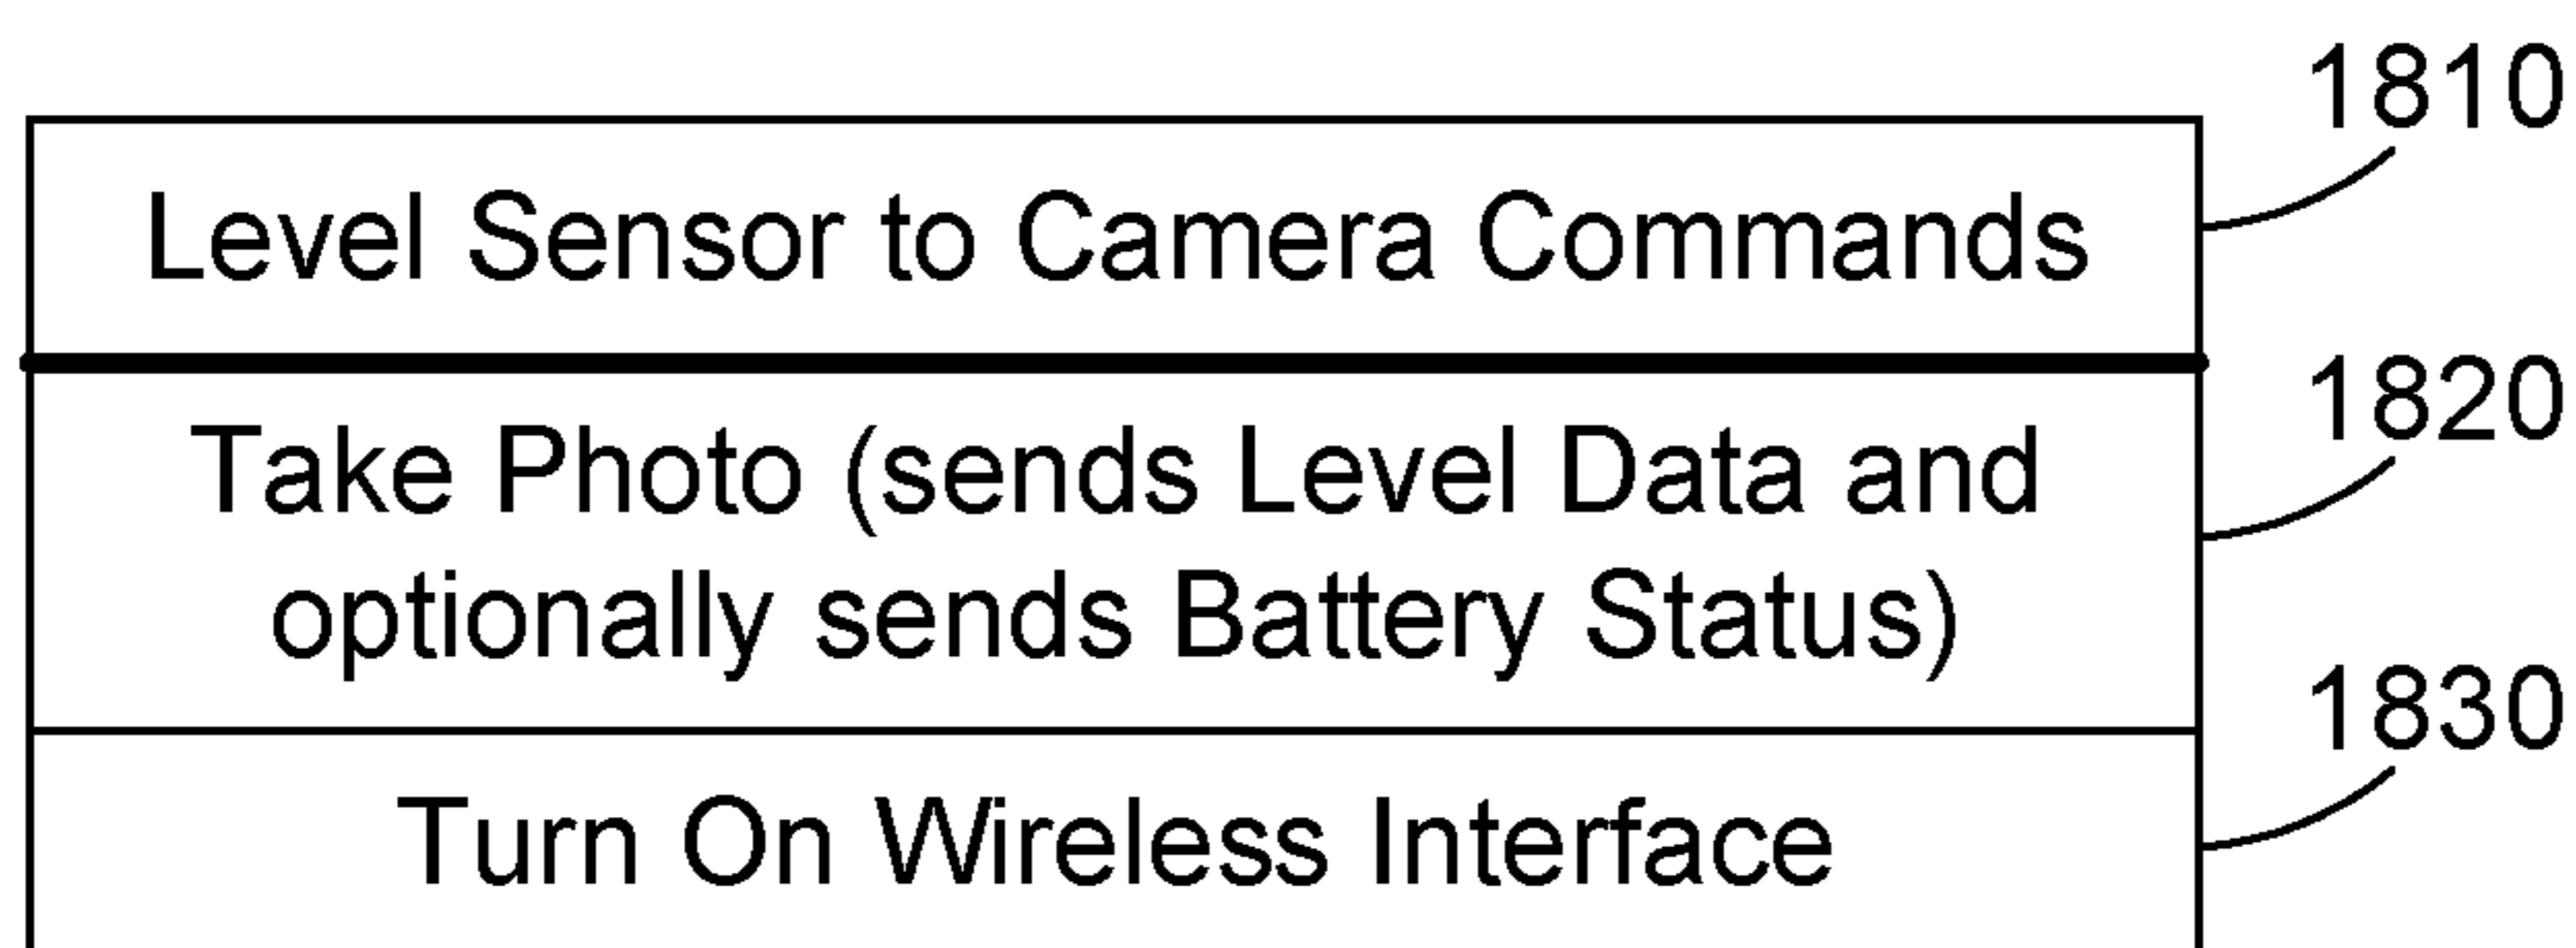 1810
Level Sensor to Camera Commands
1820
Take Photo (sends Level Data and
optionally sends Battery Status)
1830
Turn On Wireless Interface